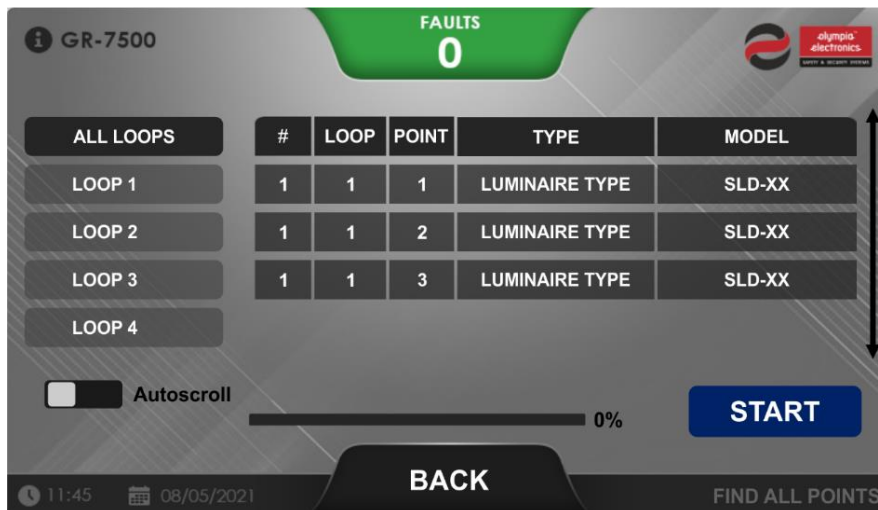 GR-7500
FAULTS
0
olympia
electronics
SAFETY & SECURITY SYSTEMS
ALL LOOPS
LOOP 1
LOOP 2
LOOP 3
LOOP 4
# LOOP POINT TYPE MODEL
1 1 1 LUMINAIRE TYPE SLD-XX
1 1 2 LUMINAIRE TYPE SLD-XX
1 1 3 LUMINAIRE TYPE SLD-XX
Autoscroll
0%
START
BACK
11:45 08/05/2021
FIND ALL POINTS